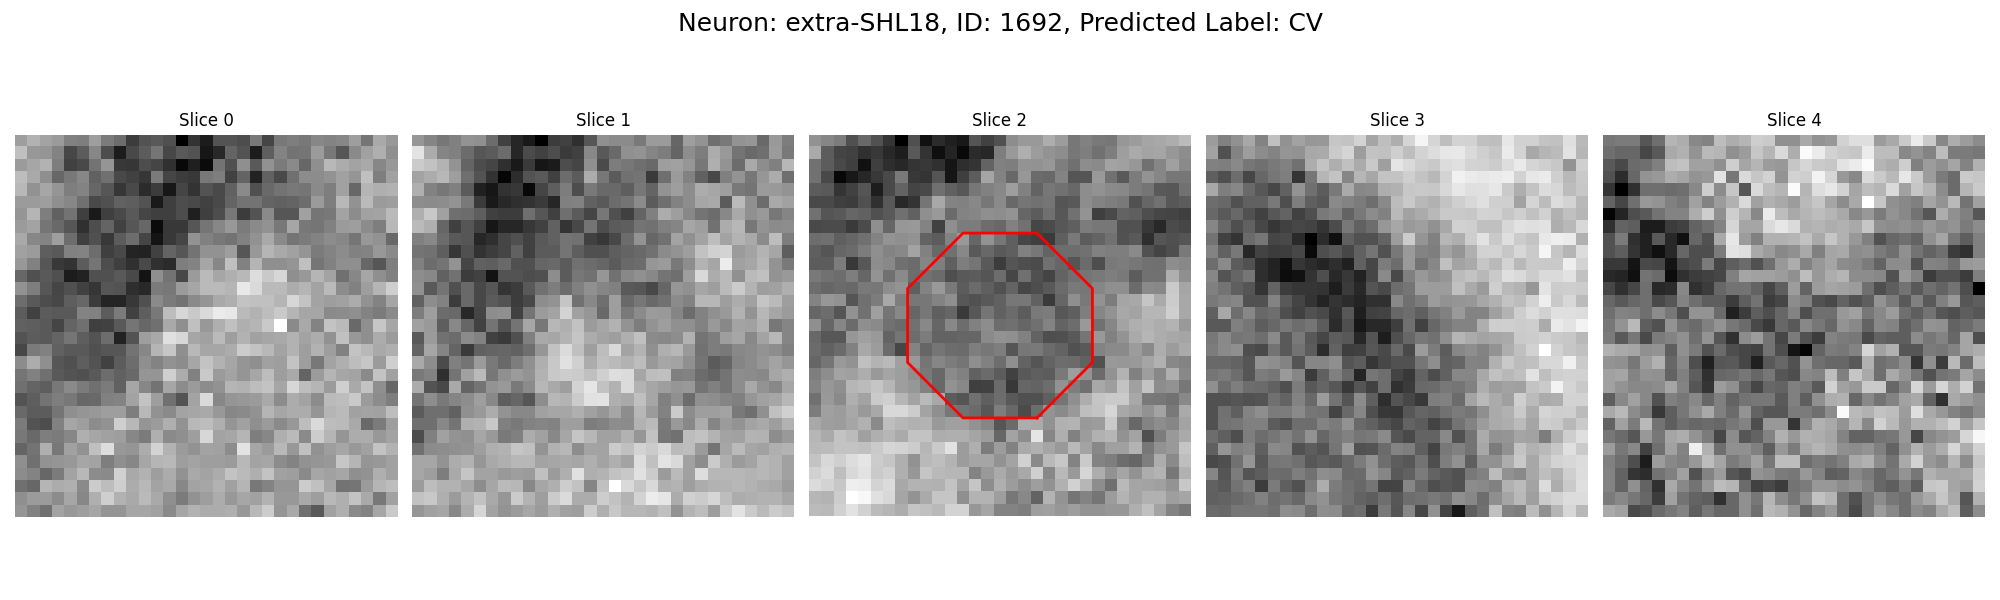 Neuron: extra-SHL18, ID: 1692, Predicted Label: CV
Slice 0
Slice 1
Slice 2
Slice 3
Slice 4